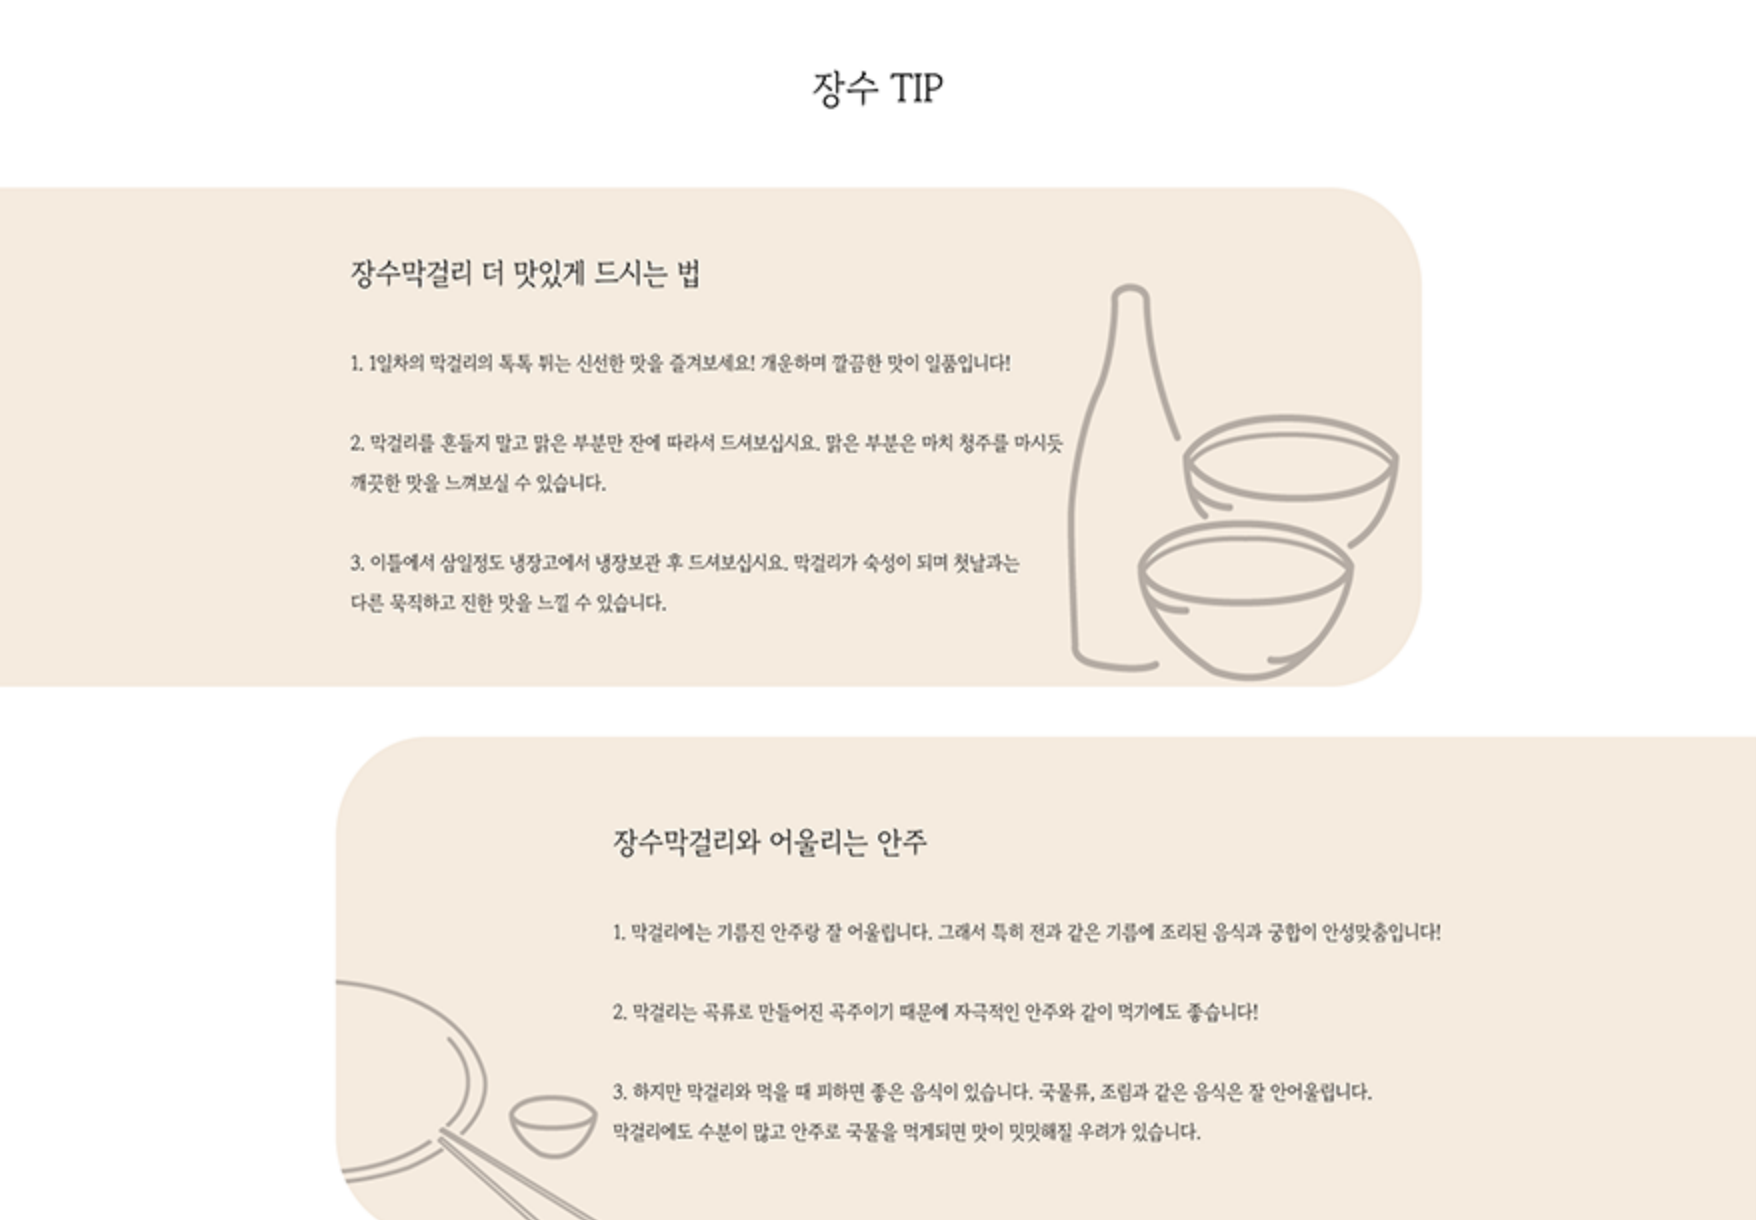 장수 TIP
장수막걸리 더 맛있게 드시는 법
1. 1일차의 막걸리의 톡톡 튀는 신선한 맛을 즐겨보세요! 개운하며 깔끔한 맛이 일품입니다!
2. 막걸리를 흔들지 말고 맑은 부분만 잔에 따라서 드셔보십시요. 맑은 부분은 마치 청주를 마시듯
깨끗한 맛을 느껴보실 수 있습니다.
3. 이틀에서 삼일정도 냉장고에서 냉장보관 후 드셔보십시요. 막걸리가 숙성이 되며 첫날과는
다른 묵직하고 진한 맛을 느낄 수 있습니다.
장수막걸리와 어울리는 안주
1. 막걸리에는 기름진 안주랑 잘 어울립니다. 그래서 특히 전과 같은 기름에 조리된 음식과 궁합이 안성맞춤입니다!
2. 막걸리는 곡류로 만들어진 곡주이기 때문에 자극적인 안주와 같이 먹기에도 좋습니다!
3. 하지만 막걸리와 먹을 때 피하면 좋은 음식이 있습니다. 국물류, 조림과 같은 음식은 잘 안어울립니다.
막걸리에도 수분이 많고 안주로 국물을 먹게되면 맛이 밋밋해질 우려가 있습니다.